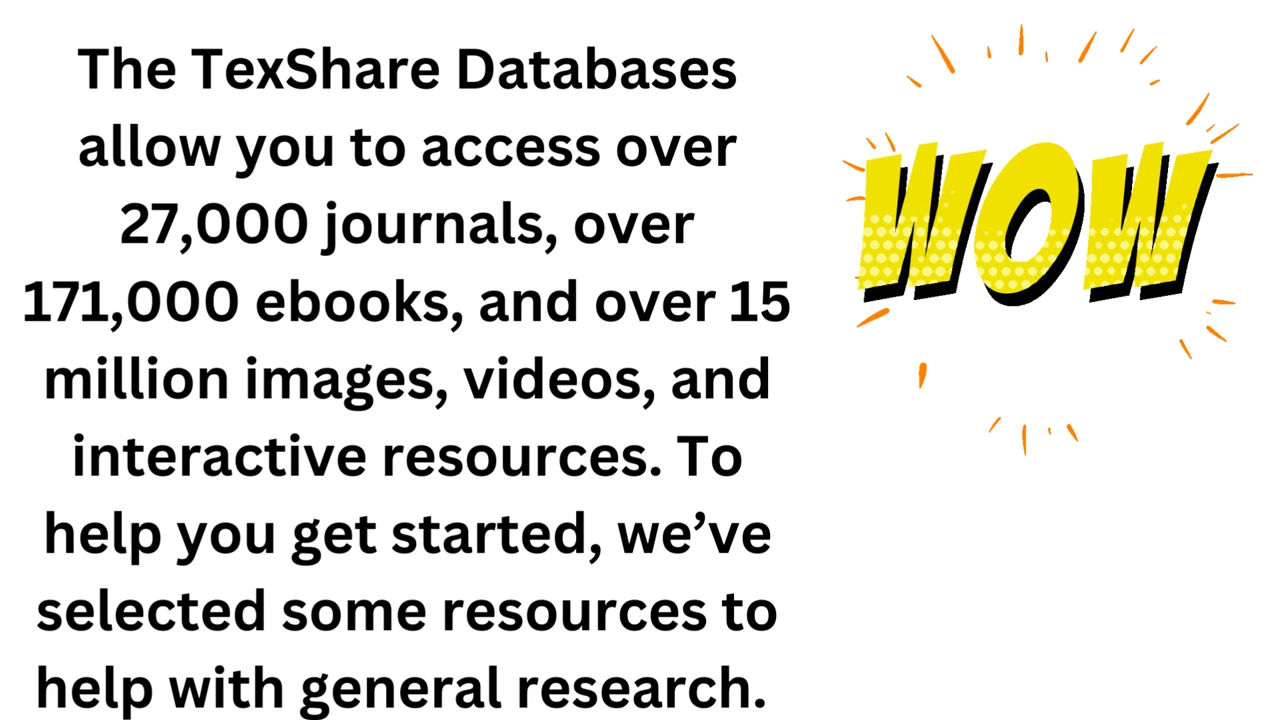 The TexShare Databases
allow you to access over
27,000 journals, over
171,000 ebooks, and over 15
million images, videos, and
interactive resources. To
help you get started, we’ve
selected some resources to
help with general research.
WOW